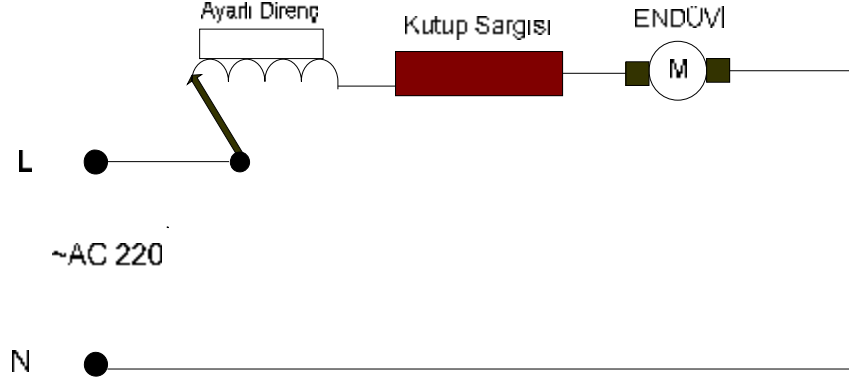 Ayarlı Direnç
Kutup Sargısı
ENDÜVİ
M
L
~AC 220
N